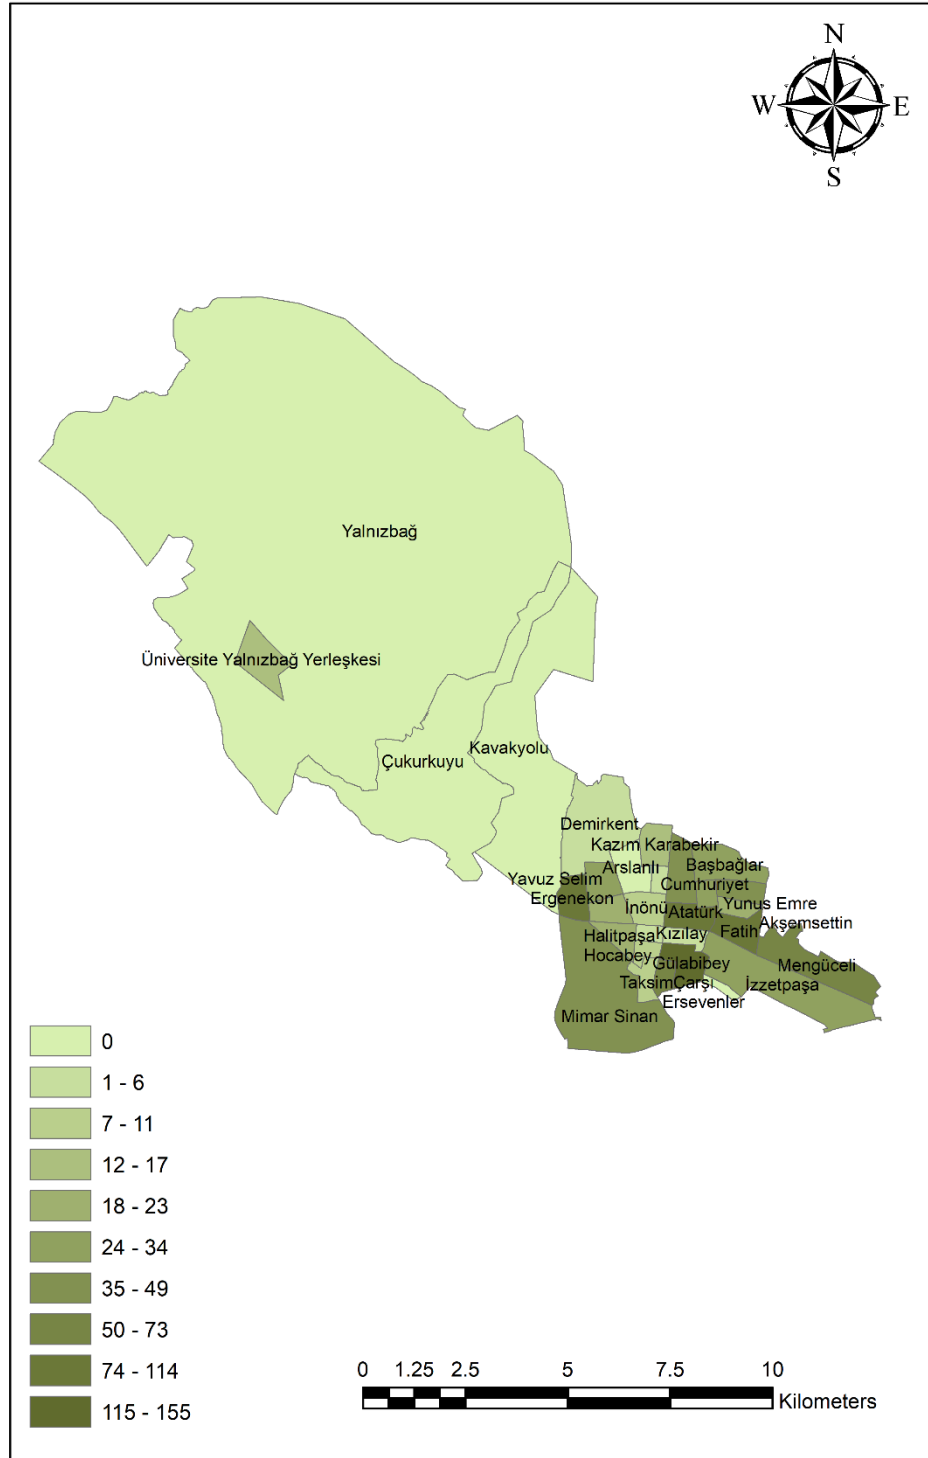 N
W E
S
Yalnızbağ
Üniversite Yalnızbağ Yerleşkesi
Kavakyolu
Çukurkuyu
Demirkent
Kazım Karabekir
Arslanlı
Başbağlar
Yavuz Selim
Cumhuriyet
Ergenekon
Yunus Emre
İnönü
Atatürk
Akşemsettin
Fatih
Halitpaşa
Kızılay
Hocabey
Gülabibey
Mengüceli
Taksim
Çarşı
İzzetpaşa
Ersevenler
Mimar Sinan
0
1 - 6
7 - 11
12 - 17
18 - 23
24 - 34
35 - 49
50 - 73
74 - 114
115 - 155
0 1.25 2.5 5 7.5 10
Kilometers